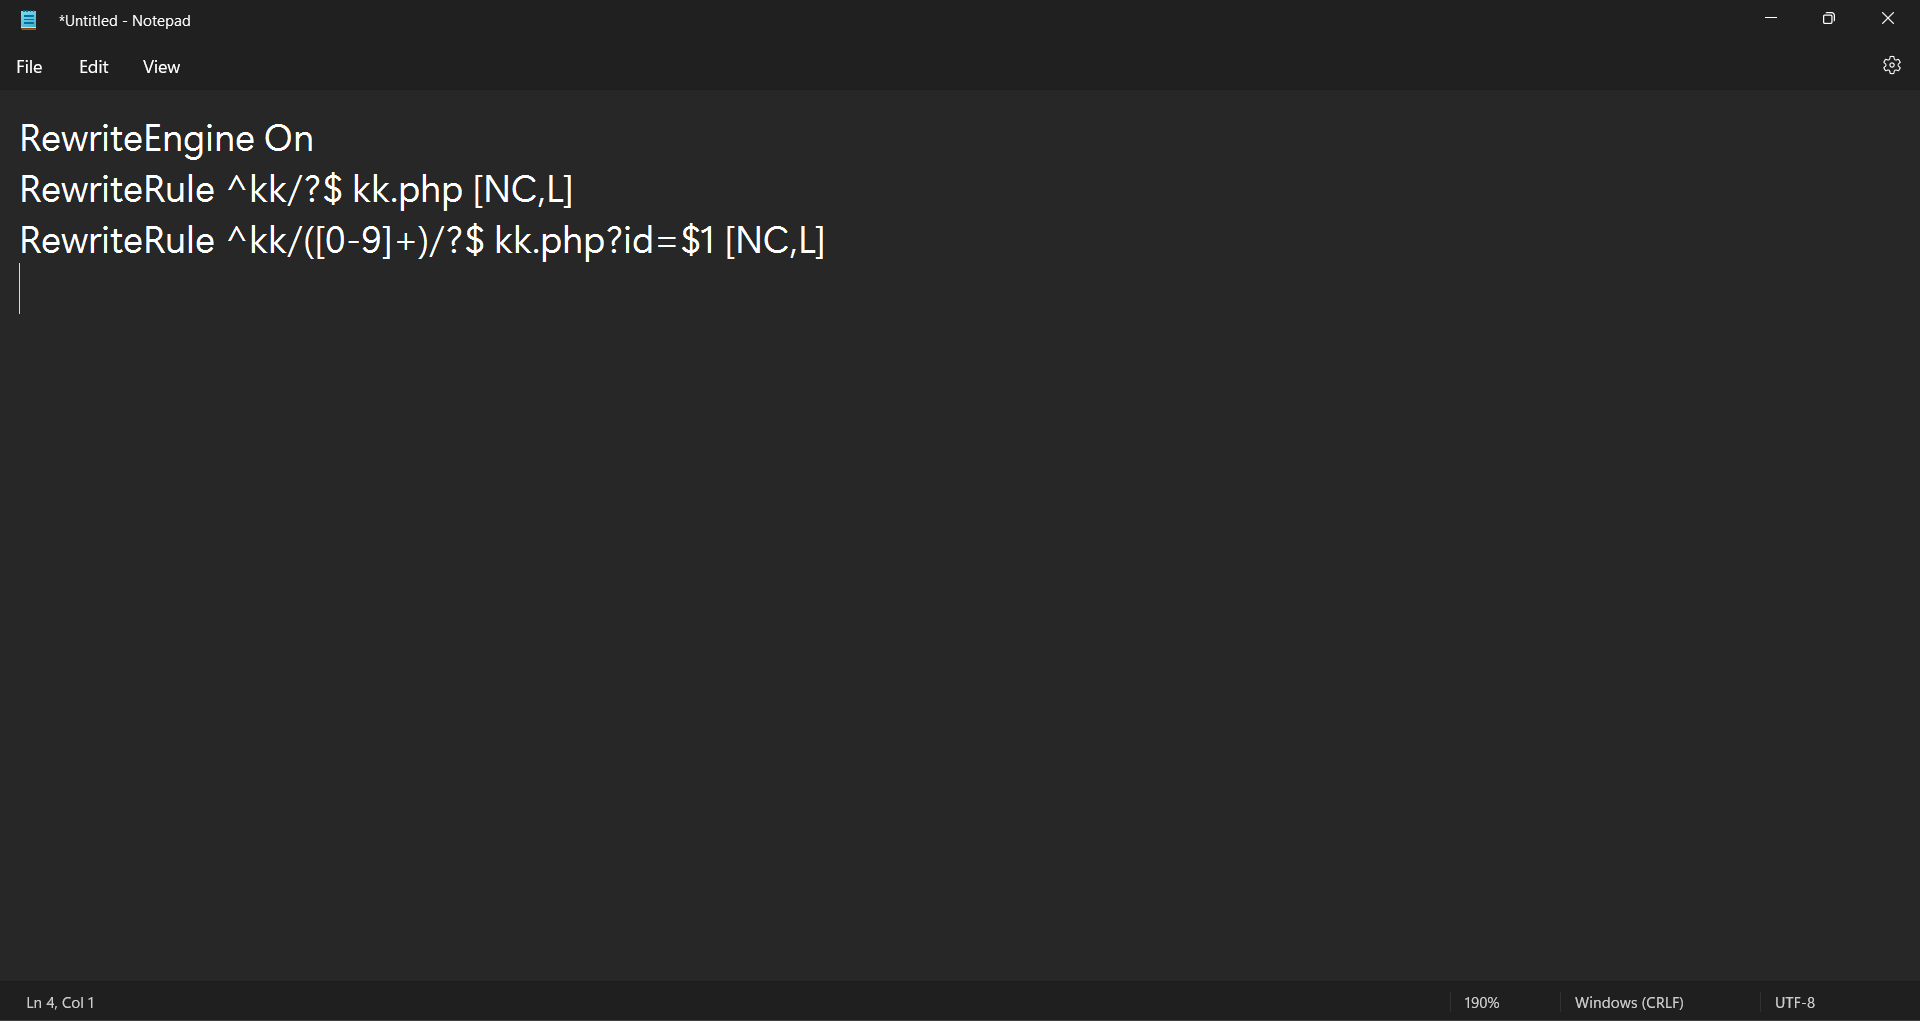 *Untitled - Notepad
File Edit View
RewriteEngine On
RewriteRule ^kk/?$ kk.php [NC,L]
RewriteRule ^kk/([0-9]+)/?$ kk.php?id=$1 [NC,L]
Ln 4, Col 1 190% Windows (CRLF) UTF-8